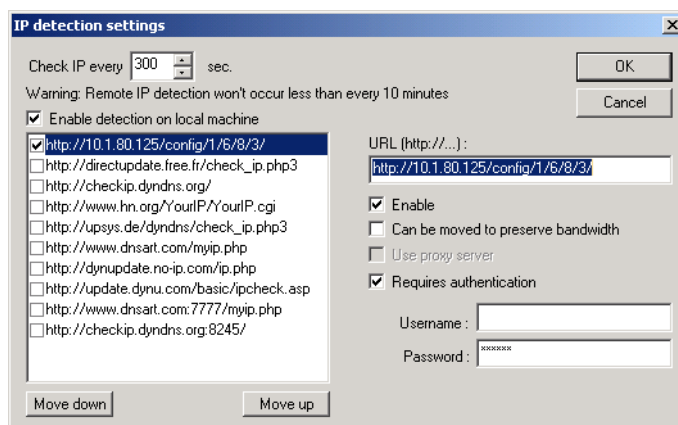 IP detection settings
Check IP every 300 sec.
OK
Warning: Remote IP detection won't occur less than every 10 minutes
Cancel
Enable detection on local machine
http://10.1.80.125/config/1/6/8/3/
http://directupdate.free.fr/check_ip.php3
http://checkip.dyndns.org/
http://www.hn.org/YourIP/YourIP.cgi
http://upsys.de/dyndns/check_ip.php3
http://www.dnsart.com/myip.php
http://dynupdate.no-ip.com/ip.php
http://update.dynu.com/basic/ipcheck.asp
http://www.dnsart.com:7777/myip.php
http://checkip.dyndns.org:8245/
URL (http://...) :
http://10.1.80.125/config/1/6/8/3/
Enable
Can be moved to preserve bandwidth
Use proxy server
Requires authentication
Username :
Password : ******
Move down
Move up